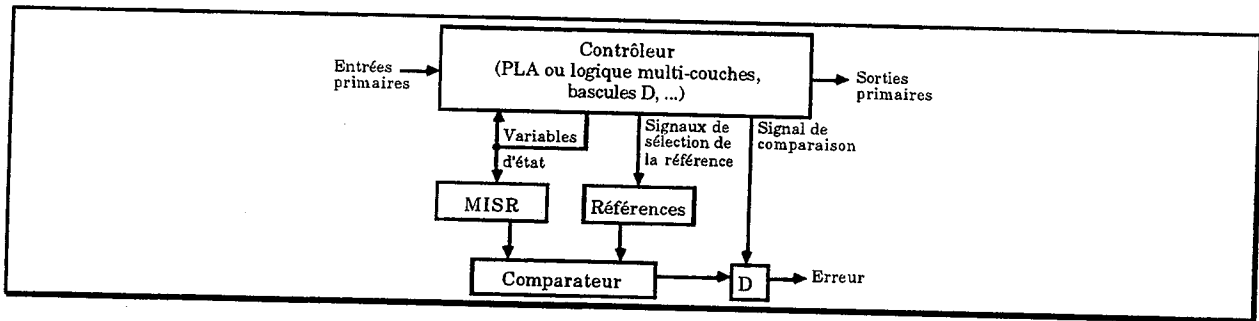 Contrôleur
(PLA ou logique multi-couches,
bascules D, ...)
Entrées
primaires
Sorties
primaires
Variables
d'état
Signaux de
sélection de
la référence
Signal de
comparaison
MISR
Références
Comparateur
D
Erreur